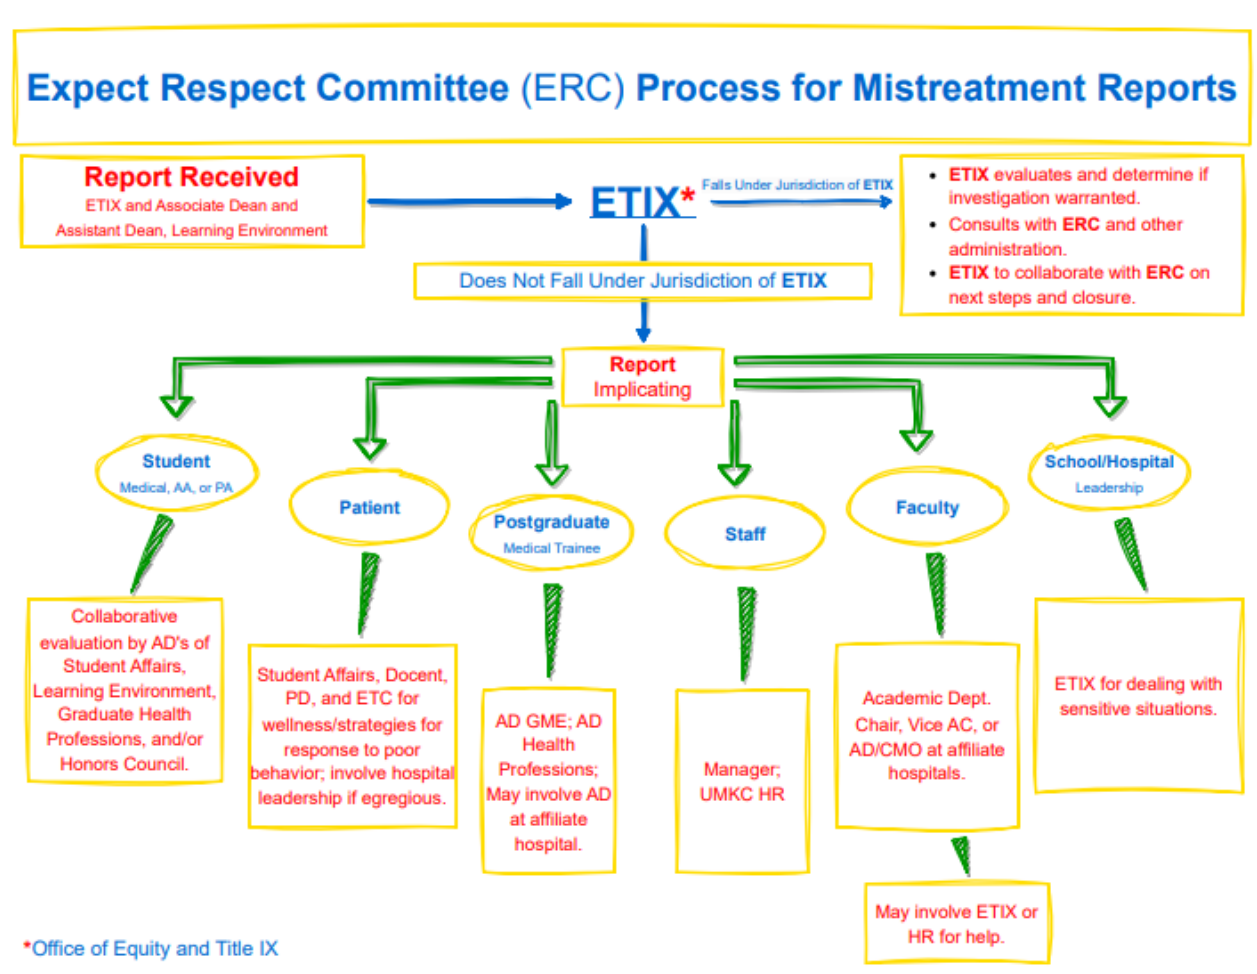 Expect Respect Committee (ERC) Process for Mistreatment Reports
Report Received
ETIX and Associate Dean and
Assistant Dean, Learning Environment
ETIX*
Falls Under Jurisdiction of ETIX
• ETIX evaluates and determine if
investigation warranted.
• Consults with ERC and other
administration.
• ETIX to collaborate with ERC on
next steps and closure.
Does Not Fall Under Jurisdiction of ETIX
Report
Implicating
Student
Medical, AA, or PA
Patient
Postgraduate
Medical Trainee
Staff
Faculty
School/Hospital
Leadership
Collaborative
evaluation by AD's of
Student Affairs,
Learning Environment,
Graduate Health
Professions, and/or
Honors Council.
Student Affairs, Docent,
PD, and ETC for
wellness/strategies for
response to poor
behavior; involve hospital
leadership if egregious.
AD GME; AD
Health
Professions;
May involve AD
at affiliate
hospital.
Manager;
UMKC HR
Academic Dept.
Chair, Vice AC, or
AD/CMO at affiliate
hospitals.
ETIX for dealing with
sensitive situations.
May involve ETIX or
HR for help.
*Office of Equity and Title IX